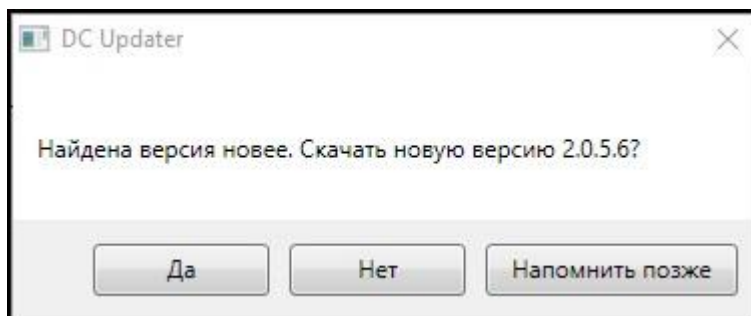 DC Updater
Найдена версия новее. Скачать новую версию 2.0.5.6?
Да
Нет
Напомнить позже